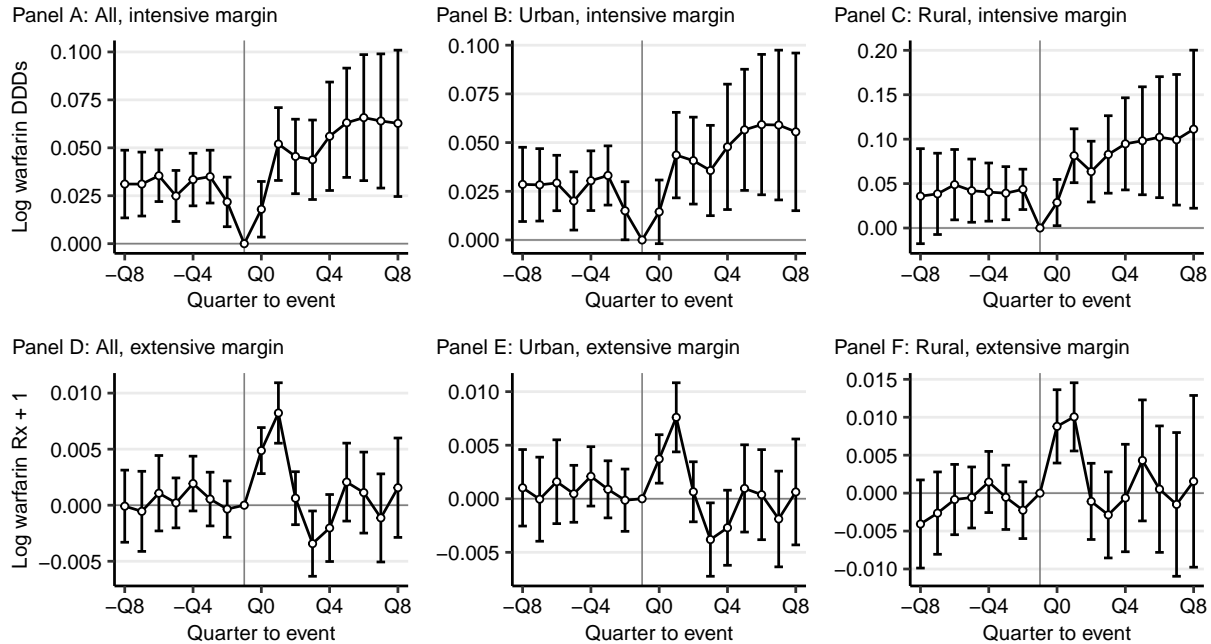 Panel A: All, intensive margin
Log warfarin DDDs
0.100
0.075
0.050
0.025
0.000
−Q8 −Q4 Q0 Q4 Q8
Quarter to event
Panel B: Urban, intensive margin
0.100
0.075
0.050
0.025
0.000
−Q8 −Q4 Q0 Q4 Q8
Quarter to event
Panel C: Rural, intensive margin
0.20
0.15
0.10
0.05
0.00
−Q8 −Q4 Q0 Q4 Q8
Quarter to event
Panel D: All, extensive margin
Log warfarin Rx + 1
0.010
0.005
0.000
−0.005
−Q8 −Q4 Q0 Q4 Q8
Quarter to event
Panel E: Urban, extensive margin
0.010
0.005
0.000
−0.005
−Q8 −Q4 Q0 Q4 Q8
Quarter to event
Panel F: Rural, extensive margin
0.015
0.010
0.005
0.000
−0.005
−0.010
−Q8 −Q4 Q0 Q4 Q8
Quarter to event